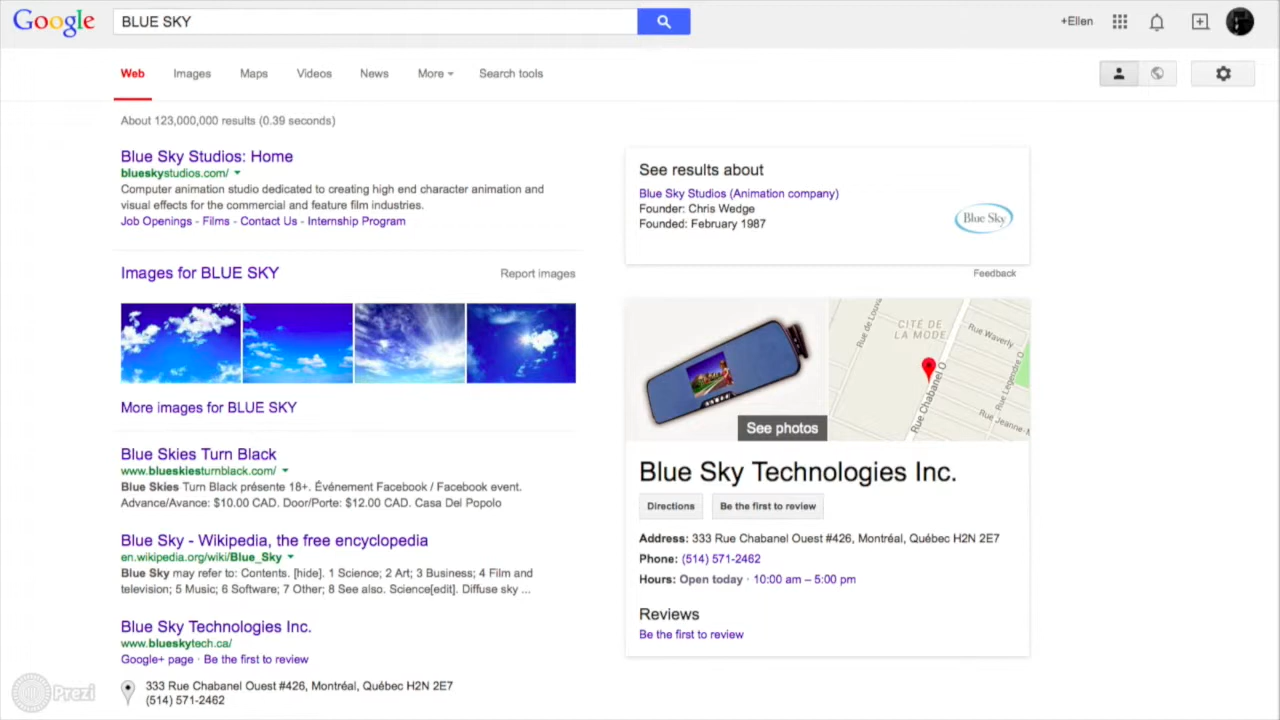 Google
BLUE SKY
+Ellen
Web Images Maps Videos News More Search tools
About 123,000,000 results (0.39 seconds)
Blue Sky Studios: Home
blueskystudios.com/
Computer animation studio dedicated to creating high end character animation and
visual effects for the commercial and feature film industries.
Job Openings - Films - Contact Us - Internship Program
Images for BLUE SKY
Report images
More images for BLUE SKY
Blue Skies Turn Black
www.blueskiesturnblack.com/
Blue Skies Turn Black présente 18+. Événement Facebook / Facebook event.
Advance/Avance: $10.00 CAD. Door/Porte: $12.00 CAD. Casa Del Popolo
Blue Sky - Wikipedia, the free encyclopedia
en.wikipedia.org/wiki/Blue_Sky
Blue Sky may refer to: Contents. [hide]. 1 Science; 2 Art; 3 Business; 4 Film and
television; 5 Music; 6 Software; 7 Other; 8 See also. Science[edit]. Diffuse sky ...
Blue Sky Technologies Inc.
www.blueskytech.ca/
Google+ page · Be the first to review
333 Rue Chabanel Ouest #426, Montréal, Québec H2N 2E7
(514) 571-2462
See results about
Blue Sky Studios (Animation company)
Founder: Chris Wedge
Founded: February 1987
Blue Sky
Feedback
See photos
Rue de Louva
CITÉ DE
LA MODE
Rue Waverly
Rue Legendre O
Rue Chabanel O
Rue Jeanne-M
Blue Sky Technologies Inc.
Directions
Be the first to review
Address: 333 Rue Chabanel Ouest #426, Montréal, Québec H2N 2E7
Phone: (514) 571-2462
Hours: Open today · 10:00 am – 5:00 pm
Reviews
Be the first to review
Prezi